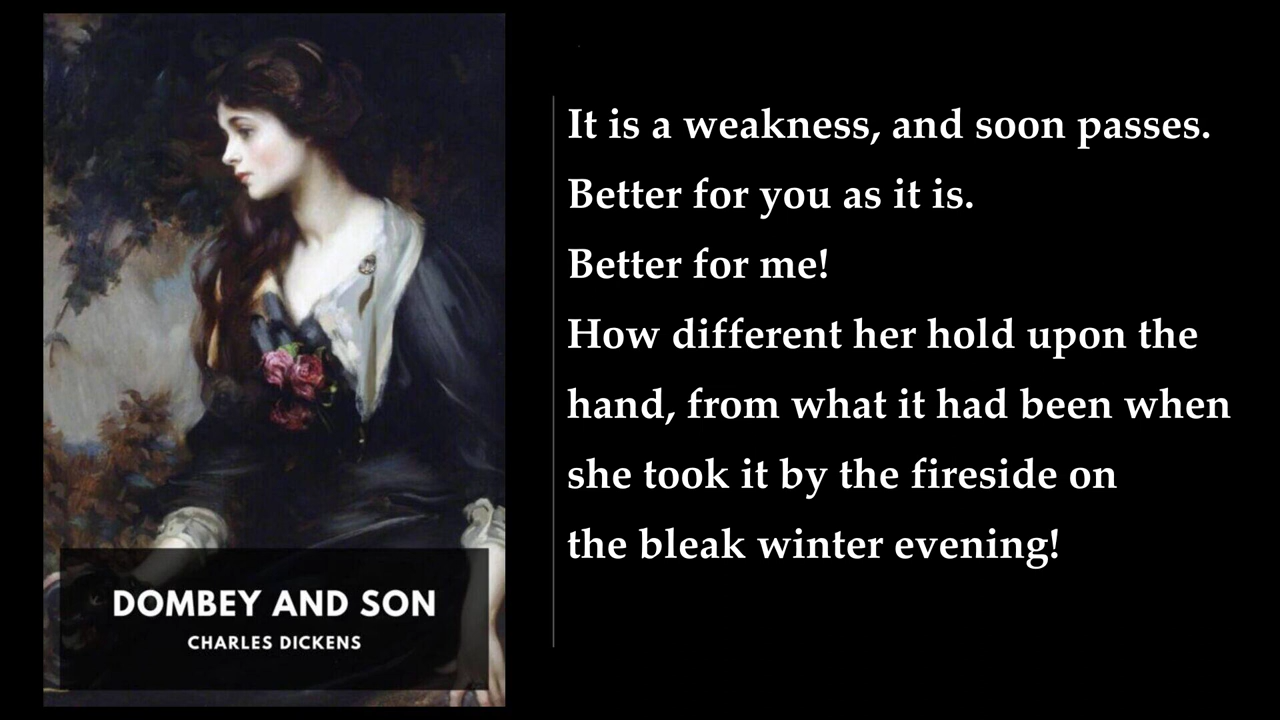 It is a weakness, and soon passes.
Better for you as it is.
Better for me!
How different her hold upon the
hand, from what it had been when
she took it by the fireside on
the bleak winter evening!
DOMBEY AND SON
CHARLES DICKENS